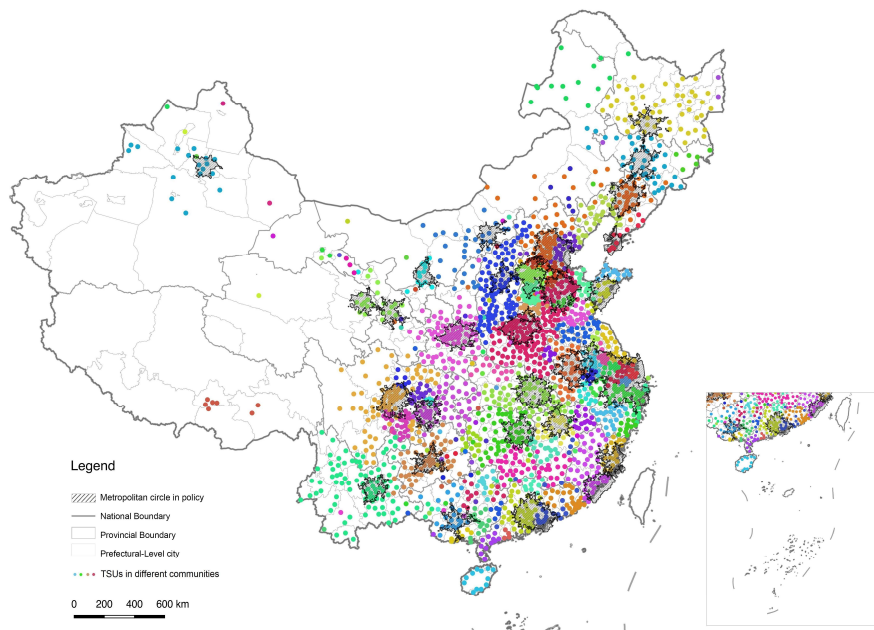 Legend
Metropolitan circle in policy
National Boundary
Provincial Boundary
Prefectural-Level city
TSUs in different communities
0 200 400 600 km